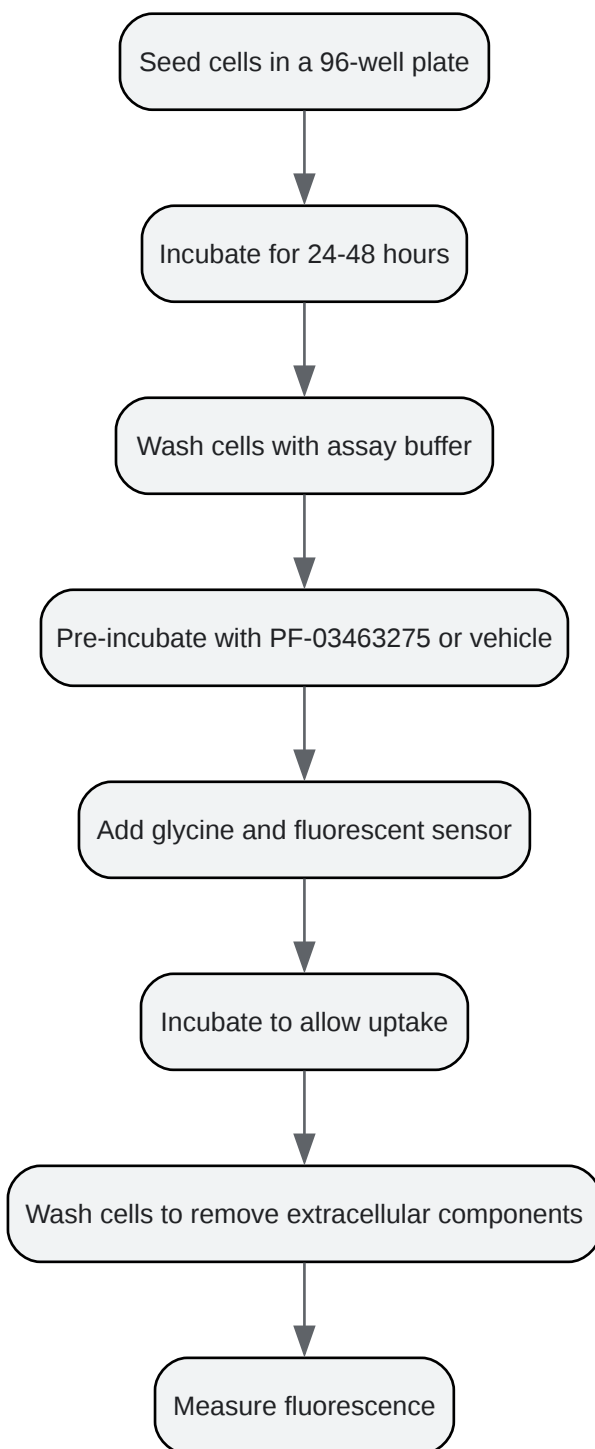 Seed cells in a 96-well plate
Incubate for 24-48 hours
Wash cells with assay buffer
Pre-incubate with PF-03463275 or vehicle
Add glycine and fluorescent sensor
Incubate to allow uptake
Wash cells to remove extracellular components
Measure fluorescence